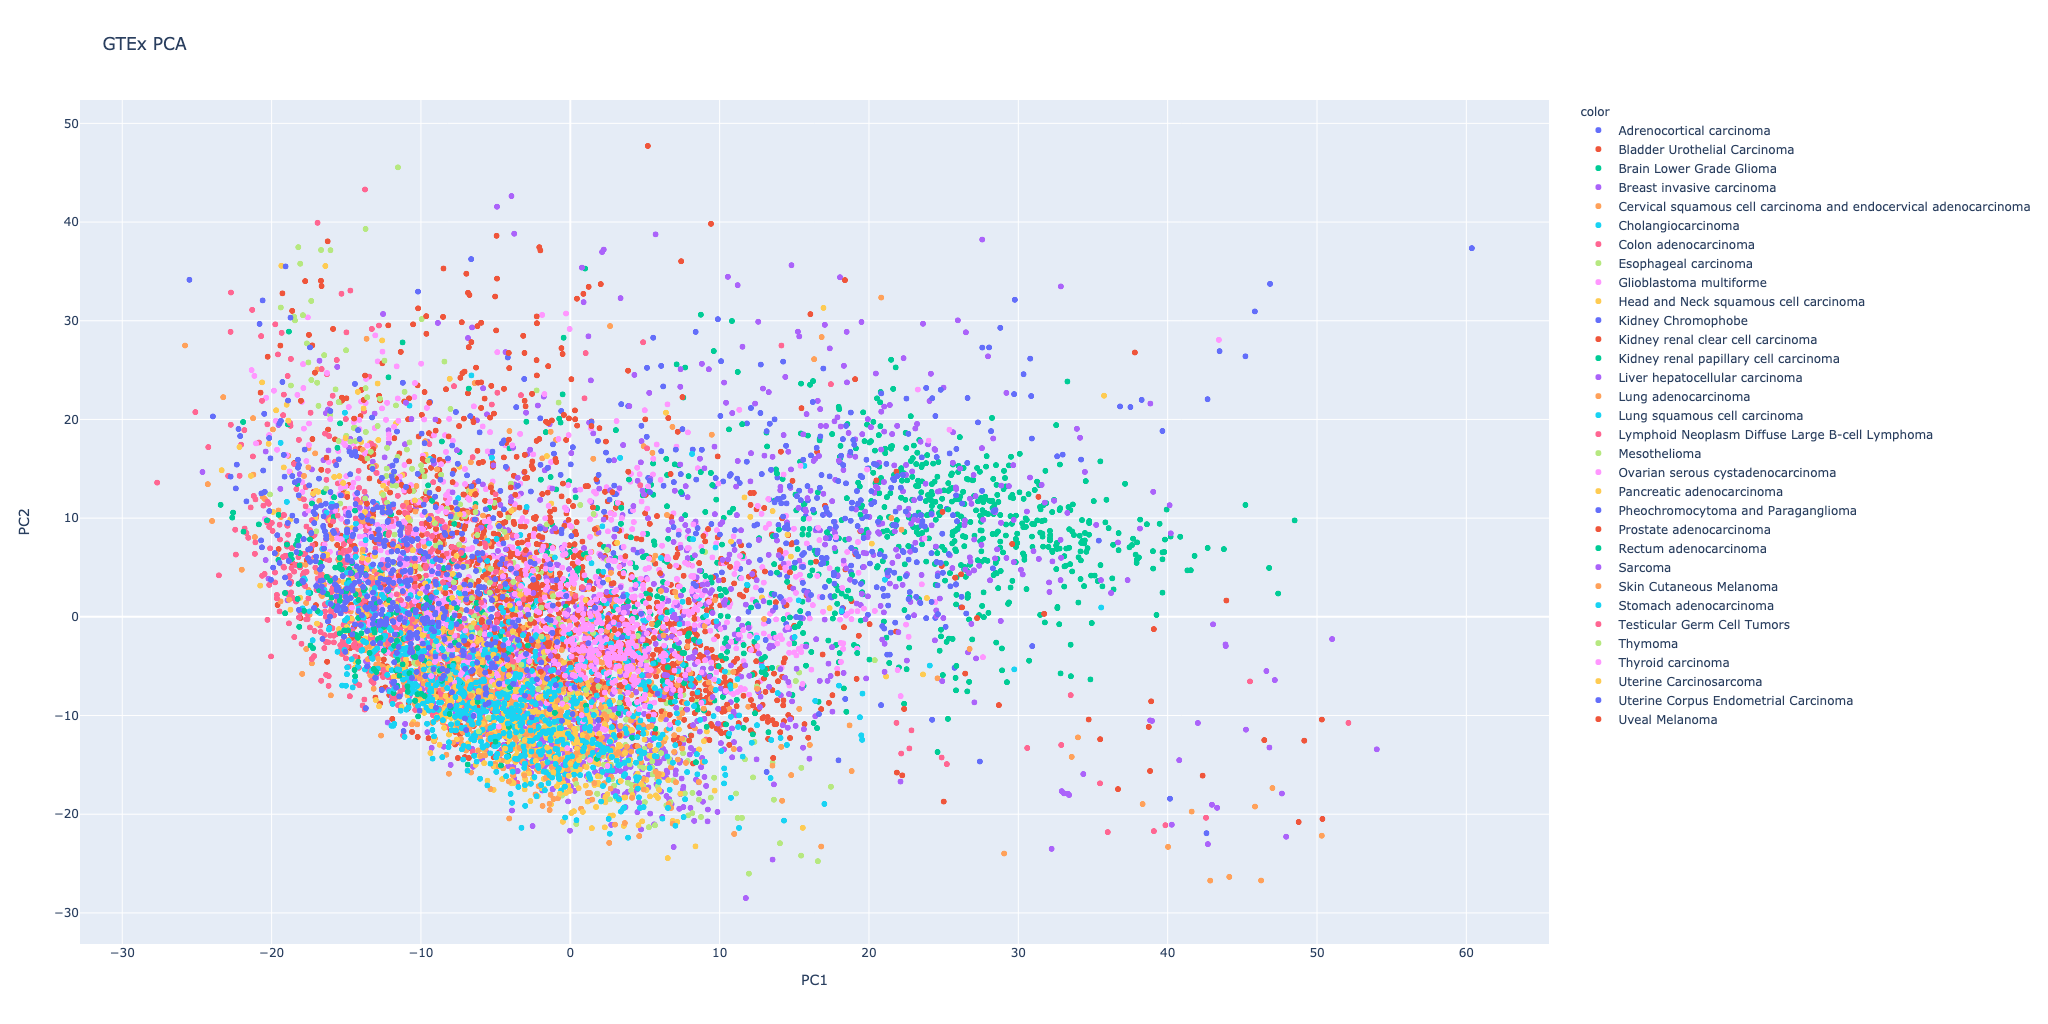 GTEx PCA
50
40
30
20
10
0
−10
−20
−30
PC2
−30
−20
−10
0
10
20
30
40
50
60
PC1
color
Adrenocortical carcinoma
Bladder Urothelial Carcinoma
Brain Lower Grade Glioma
Breast invasive carcinoma
Cervical squamous cell carcinoma and endocervical adenocarcinoma
Cholangiocarcinoma
Colon adenocarcinoma
Esophageal carcinoma
Glioblastoma multiforme
Head and Neck squamous cell carcinoma
Kidney Chromophobe
Kidney renal clear cell carcinoma
Kidney renal papillary cell carcinoma
Liver hepatocellular carcinoma
Lung adenocarcinoma
Lung squamous cell carcinoma
Lymphoid Neoplasm Diffuse Large B-cell Lymphoma
Mesothelioma
Ovarian serous cystadenocarcinoma
Pancreatic adenocarcinoma
Pheochromocytoma and Paraganglioma
Prostate adenocarcinoma
Rectum adenocarcinoma
Sarcoma
Skin Cutaneous Melanoma
Stomach adenocarcinoma
Testicular Germ Cell Tumors
Thymoma
Thyroid carcinoma
Uterine Carcinosarcoma
Uterine Corpus Endometrial Carcinoma
Uveal Melanoma